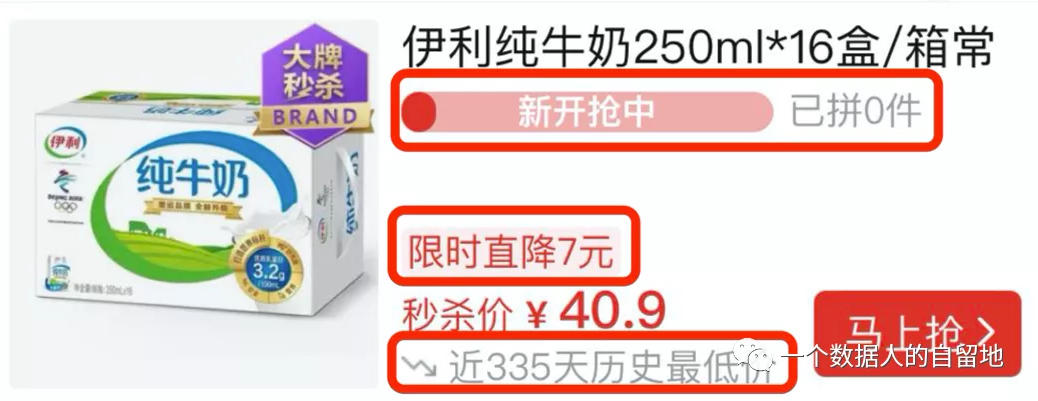 伊利纯牛奶250ml*16盒/箱常
大牌
秒杀
BRAND
新开抢中 已拼0件
伊利
纯牛奶
BEIJING 2022
3.2g
/100mL
限时直降7元
秒杀价 ¥ 40.9
马上抢 >
近335天历史最低价
一个数据人的自留地